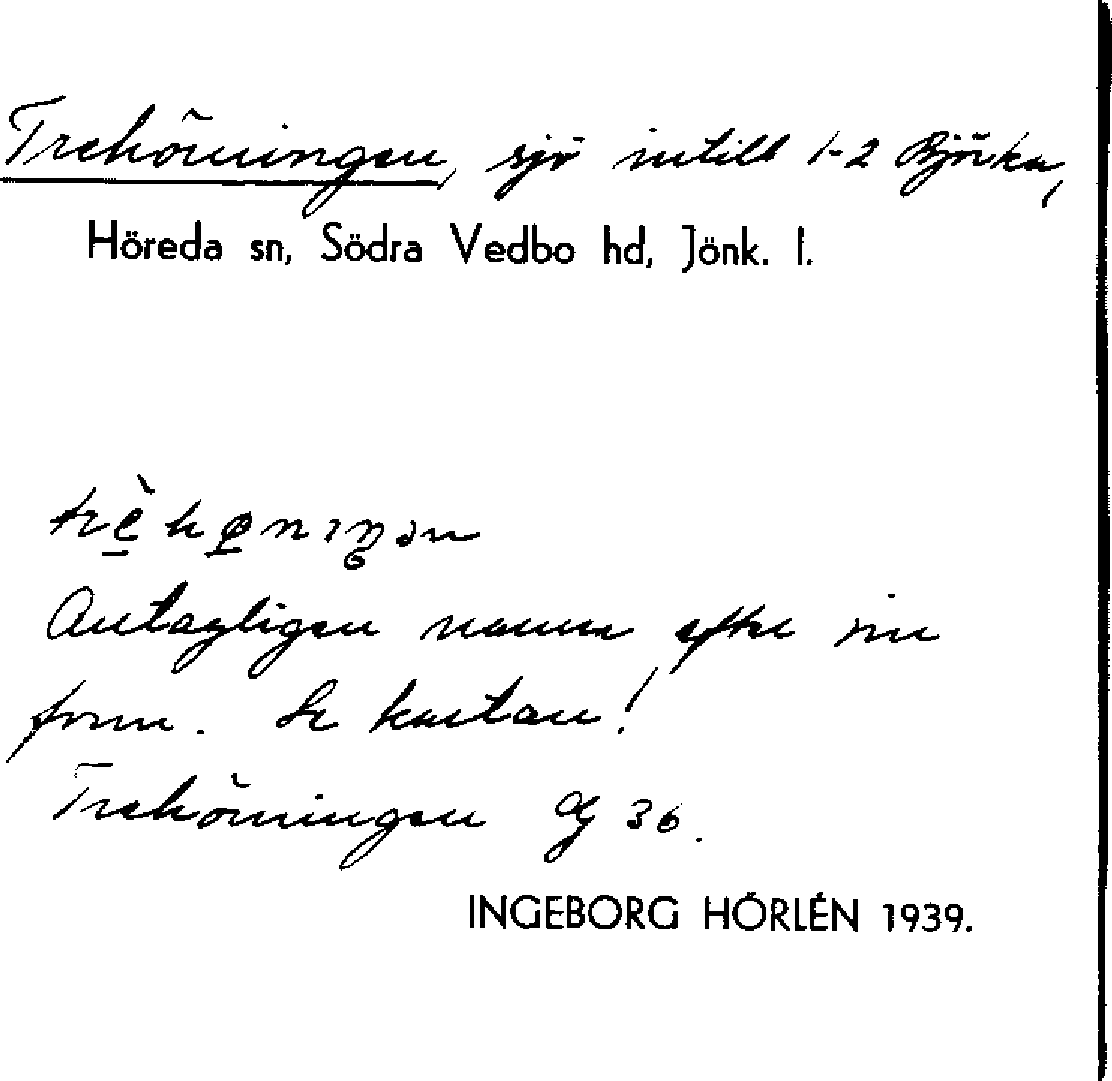 Trehörningen, sjö intill 1-2 Björka,
Höreda sn, Södra Vedbo hd, Jönk. l.
Antagligen namn efter sin
form. Se kartan!
Trehörningen 36.
INGEBORG HÖRLÉN 1939.